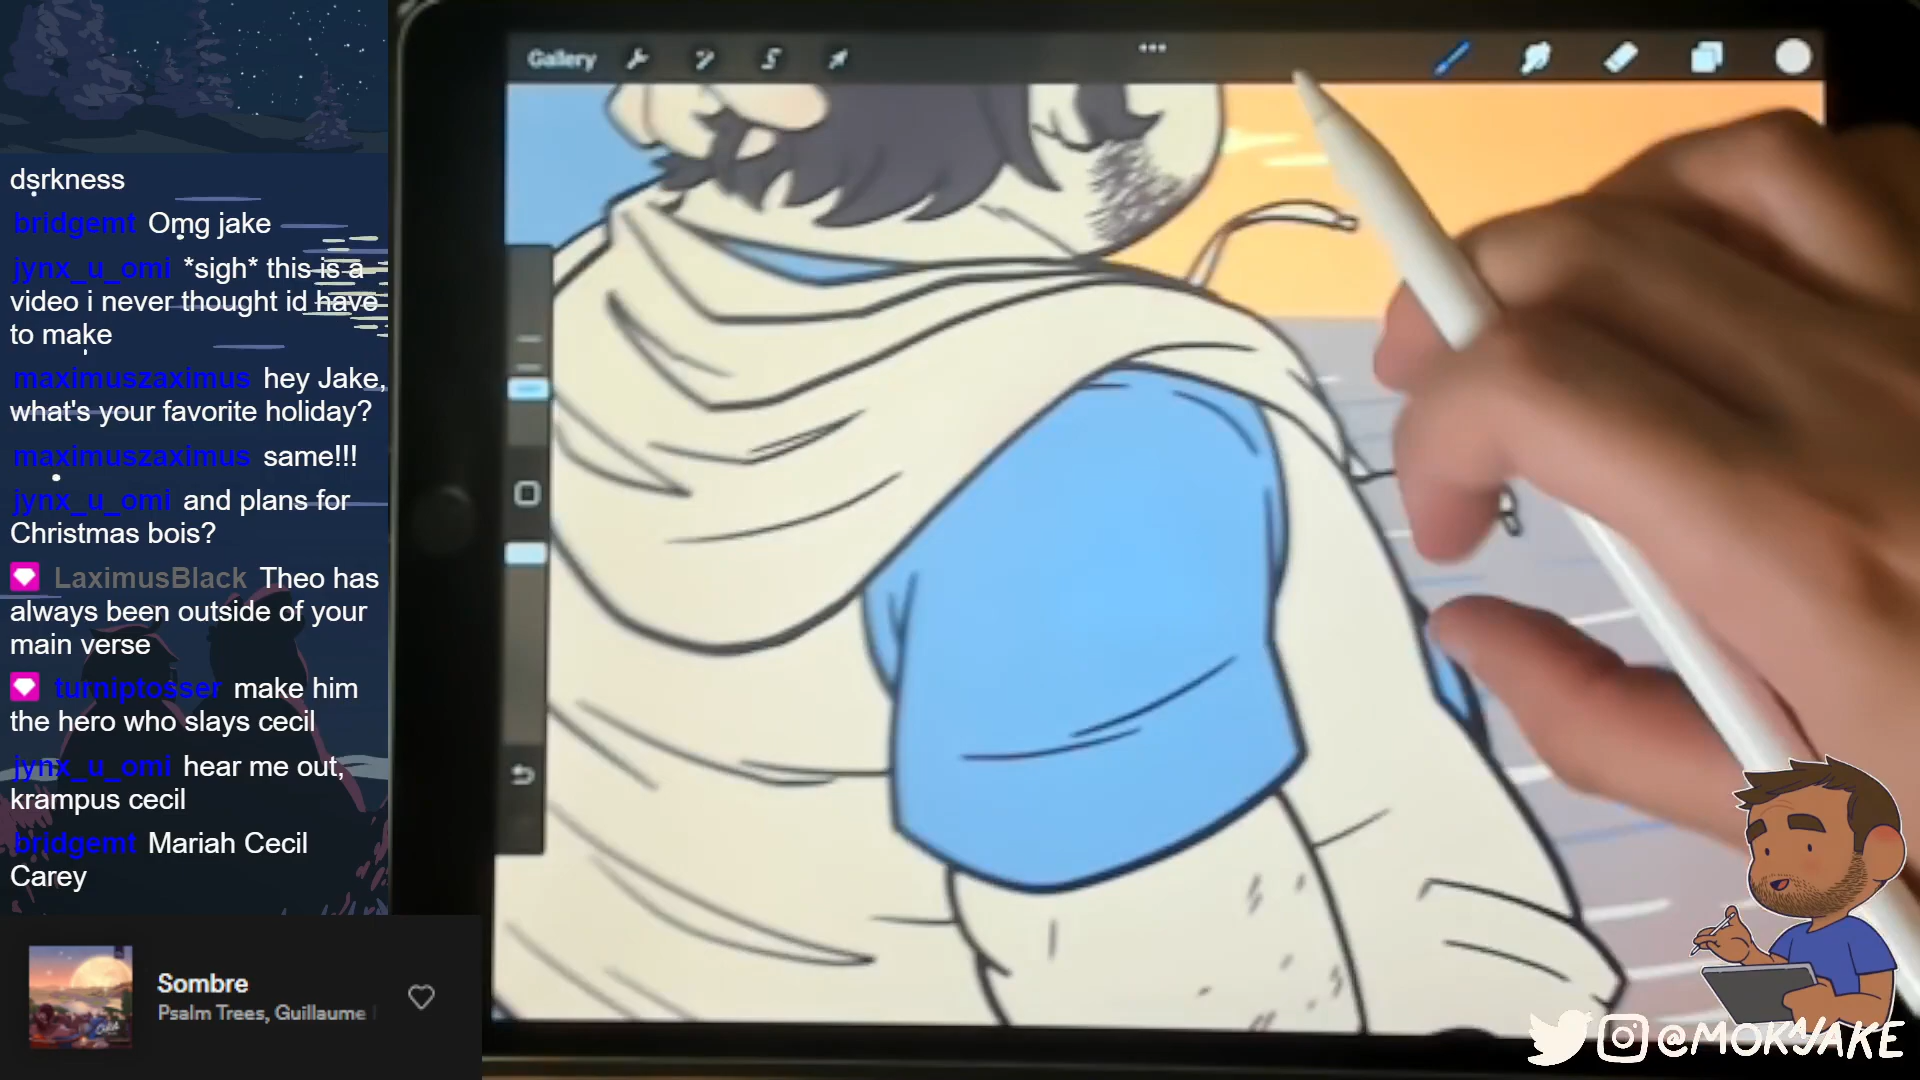 Gallery
dsrkness
bridgemt Omg jake
jynx_u_omi *sigh* this is a
video i never thought id have
to make
maximuszaximus hey Jake,
what's your favorite holiday?
maximuszaximus same!!!
jynx_u_omi and plans for
Christmas bois?
LaximusBlack Theo has
always been outside of your
main verse
turniptosser make him
the hero who slays cecil
jynx_u_omi hear me out,
krampus cecil
bridgemt Mariah Cecil
Carey
Sombre
Psalm Trees, Guillaume
@MOKAJAKE